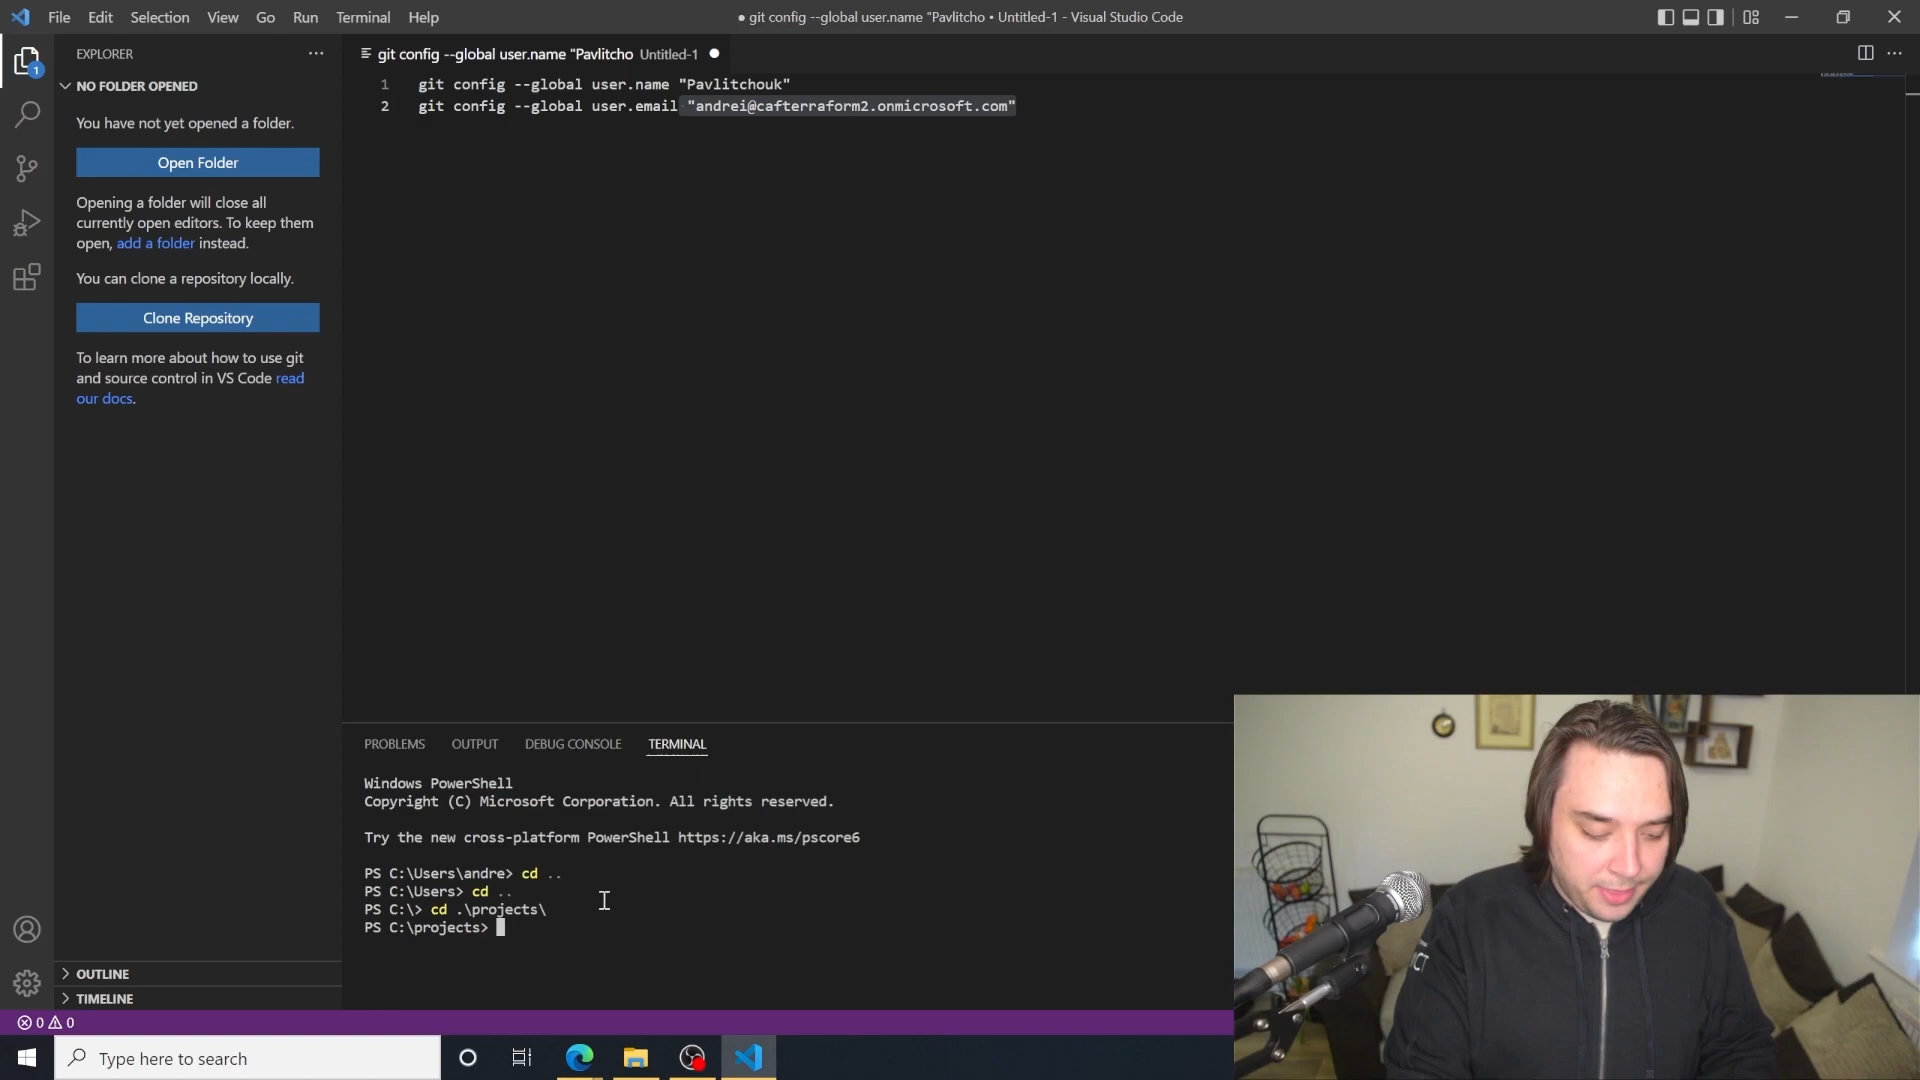 File Edit Selection View Go Run Terminal Help
● git config --global user.name "Pavlitcho • Untitled-1 - Visual Studio Code
EXPLORER
git config --global user.name "Pavlitcho Untitled-1
1
NO FOLDER OPENED
1 git config --global user.name "Pavlitchouk"
2 git config --global user.email "andrei@cafterraform2.onmicrosoft.com"
You have not yet opened a folder.
Open Folder
Opening a folder will close all
currently open editors. To keep them
open, add a folder instead.
You can clone a repository locally.
Clone Repository
To learn more about how to use git
and source control in VS Code read
our docs.
PROBLEMS OUTPUT DEBUG CONSOLE TERMINAL
Windows PowerShell
Copyright (C) Microsoft Corporation. All rights reserved.
Try the new cross-platform PowerShell https://aka.ms/pscore6
PS C:\Users\andre> cd ..
PS C:\Users> cd ..
PS C:\> cd .\projects\
PS C:\projects>
OUTLINE
TIMELINE
0 0
Type here to search